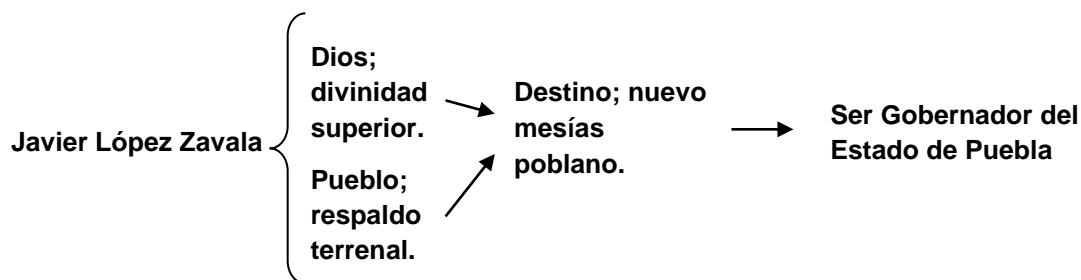 Javier López Zavala
Dios;
divinidad
superior.
Pueblo;
respaldo
terrenal.
Destino; nuevo
mesías
poblano.
Ser Gobernador del
Estado de Puebla